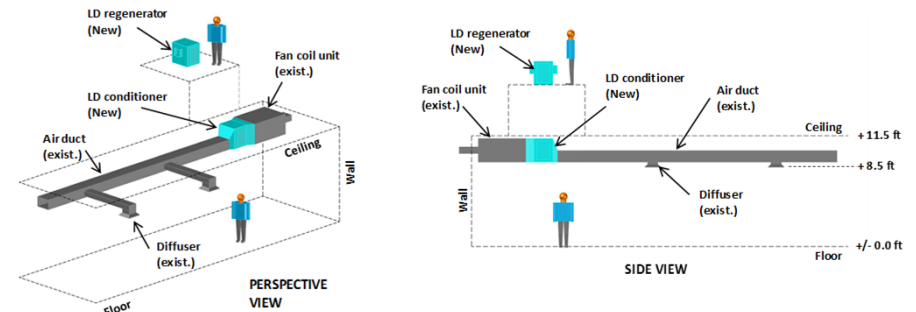 LD regenerator
(New)
Fan coil unit
(exist.)
LD conditioner
(New)
Air duct
(exist.)
Ceiling
Wall
Diffuser
(exist.)
Floor
PERSPECTIVE
VIEW
LD regenerator
(New)
Fan coil unit
(exist.)
LD conditioner
(New)
Air duct
(exist.)
Ceiling
+11.5 ft
+8.5 ft
Diffuser
(exist.)
Wall
+/- 0.0 ft
Floor
SIDE VIEW